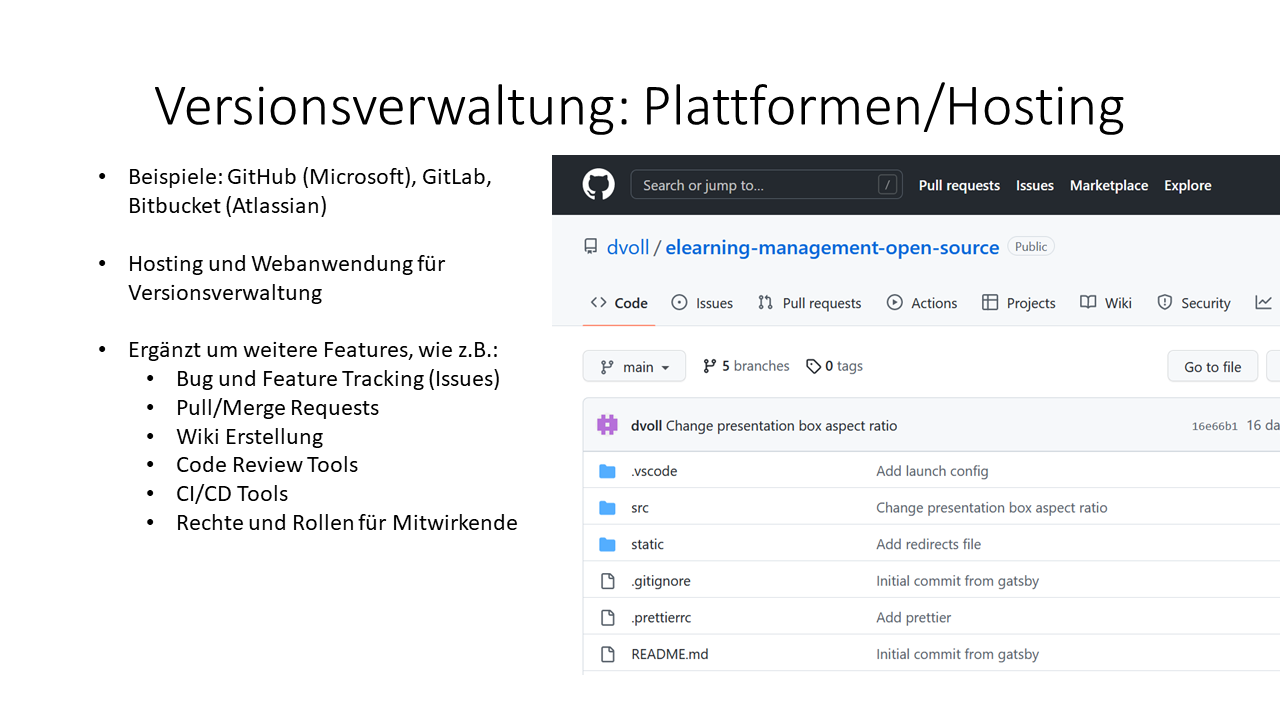 Versionsverwaltung: Plattformen/Hosting
• Beispiele: GitHub (Microsoft), GitLab,
Bitbucket (Atlassian)
• Hosting und Webanwendung für
Versionsverwaltung
• Ergänzt um weitere Features, wie z.B.:
• Bug und Feature Tracking (Issues)
• Pull/Merge Requests
• Wiki Erstellung
• Code Review Tools
• CI/CD Tools
• Rechte und Rollen für Mitwirkende
Search or jump to... / Pull requests Issues Marketplace Explore
dvoll / elearning-management-open-source Public
Code Issues Pull requests Actions Projects Wiki Security
main 5 branches 0 tags Go to file
dvoll Change presentation box aspect ratio 16e66b1 16 da
.vscode Add launch config
src Change presentation box aspect ratio
static Add redirects file
.gitignore Initial commit from gatsby
.prettierrc Add prettier
README.md Initial commit from gatsby